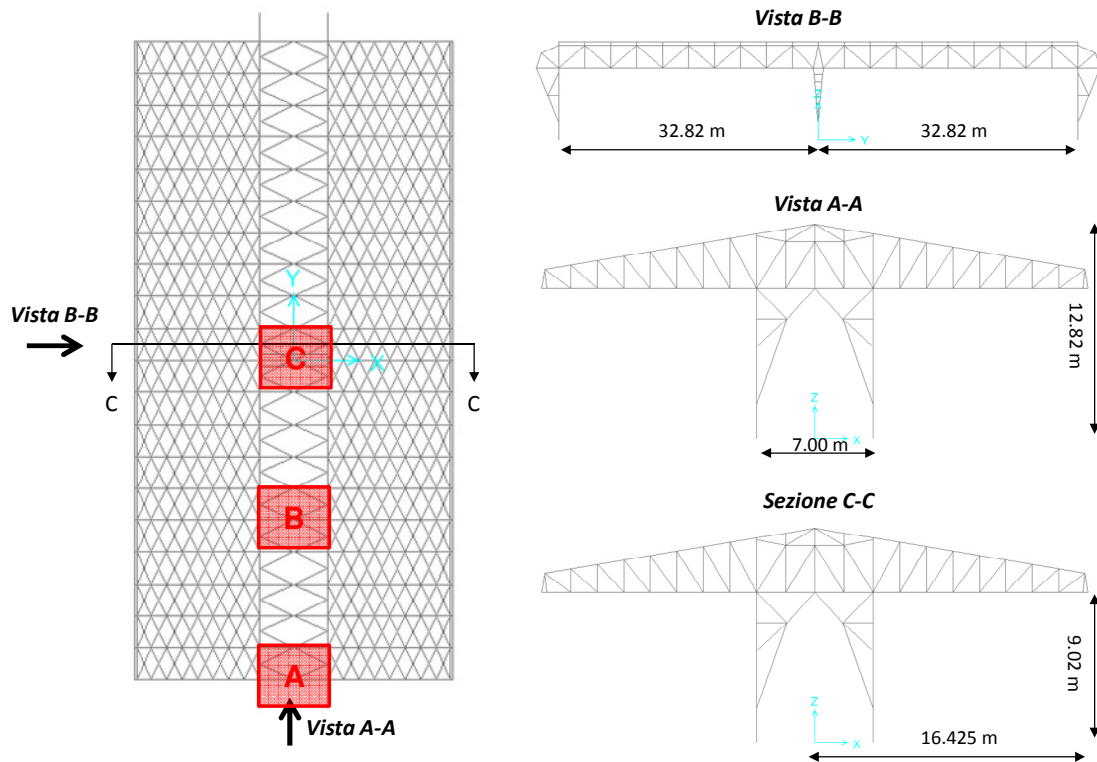 Vista B-B
Z
Y
32.82 m
32.82 m
Vista A-A
Z
X
7.00 m
12.82 m
Sezione C-C
Z
X
9.02 m
16.425 m
Y
X
Vista B-B
C
C
C
B
A
Vista A-A